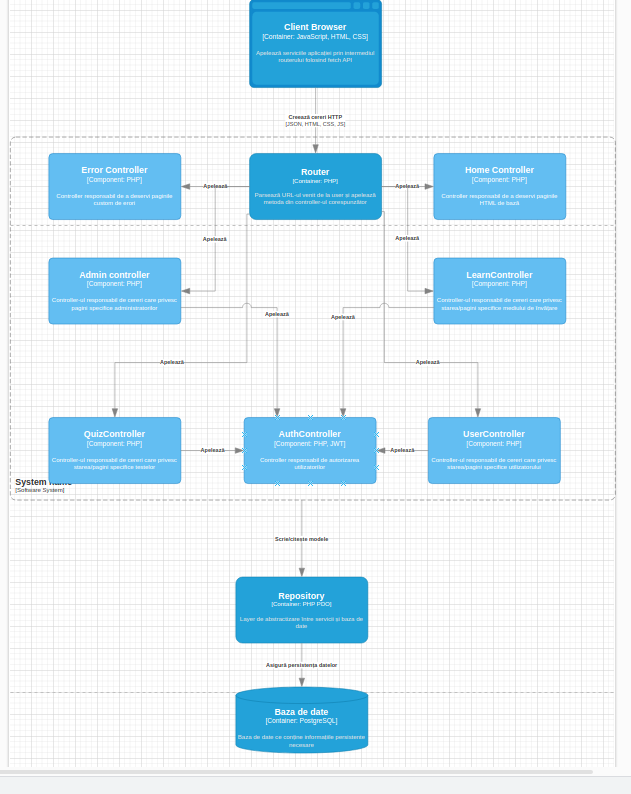 Client Browser
[Container: JavaScript, HTML, CSS]
Apelează serviciile aplicației prin intermediul
routerului folosind fetch API
Crează cereri HTTP
[JSON, HTML, CSS, JS]
Error Controller
[Component: PHP]
Controller responsabil de a deservi paginile
custom de erori
Apelează
Router
[Container: PHP]
Parsează URL-ul venit de la user și apelează
metoda din controller-ul corespunzător
Apelează
Home Controller
[Component: PHP]
Controller responsabil de a deservi paginile
HTML de bază
Apelează
Apelează
Admin controller
[Component: PHP]
Controller-ul responsabil de cereri care privesc
pagini specifice administratorilor
LearnController
[Component: PHP]
Controller-ul responsabil de cereri care privesc
starea/pagini specifice mediului de învățare
Apelează
Apelează
Apelează
Apelează
QuizController
[Component: PHP]
Controller-ul responsabil de cereri care privesc
starea/pagini specifice testelor
Apelează
AuthController
[Component: PHP, JWT]
Controller responsabil de autorizarea
utilizatorilor
Apelează
UserController
[Component: PHP]
Controller-ul responsabil de cereri care privesc
starea/pagini specifice utilizatorului
System name
[Software System]
Scrie/citește modele
Repository
[Container: PHP PDO]
Layer de abstractizare între servicii și baza de
date
Asigură persistența datelor
Baza de date
[Container: PostgreSQL]
Baza de date ce conține informațiile persistente
necesare